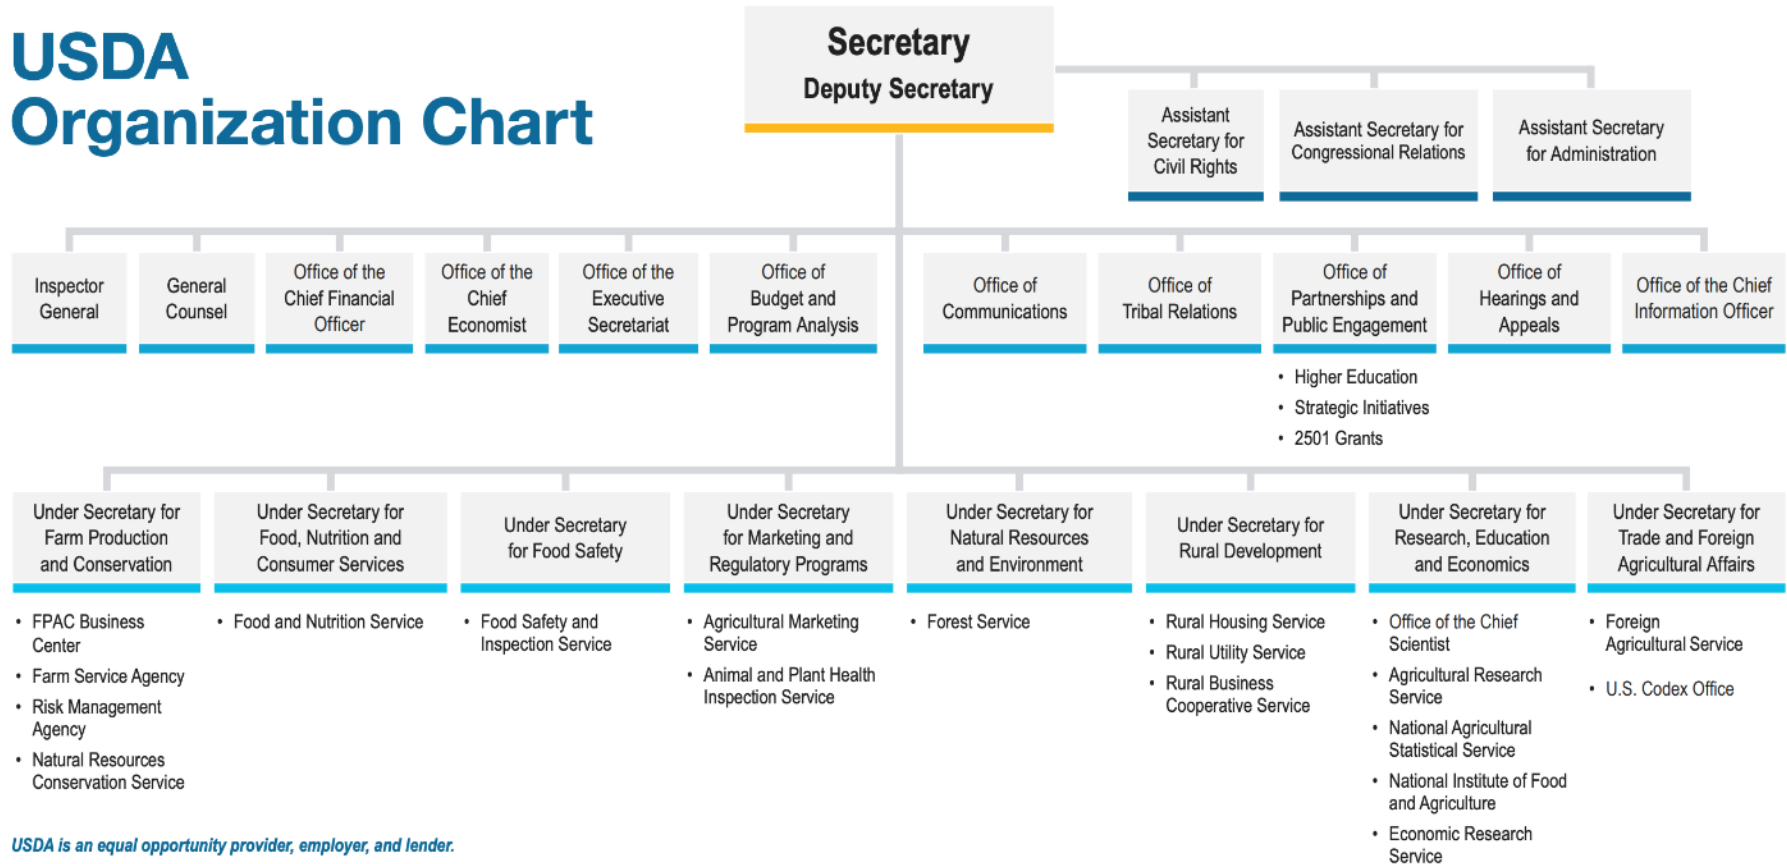 USDA
Organization Chart
Secretary
Deputy Secretary
Assistant
Secretary for
Civil Rights
Assistant Secretary for
Congressional Relations
Assistant Secretary
for Administration
Inspector
General
General
Counsel
Office of the
Chief Financial
Officer
Office of the
Chief
Economist
Office of the
Executive
Secretariat
Office of
Budget and
Program Analysis
Office of
Communications
Office of
Tribal Relations
Office of
Partnerships and
Public Engagement
• Higher Education
• Strategic Initiatives
• 2501 Grants
Office of
Hearings and
Appeals
Office of the Chief
Information Officer
Under Secretary for
Farm Production
and Conservation
• FPAC Business
Center
• Farm Service Agency
• Risk Management
Agency
• Natural Resources
Conservation Service
Under Secretary for
Food, Nutrition and
Consumer Services
• Food and Nutrition Service
Under Secretary
for Food Safety
• Food Safety and
Inspection Service
Under Secretary
for Marketing and
Regulatory Programs
• Agricultural Marketing
Service
• Animal and Plant Health
Inspection Service
Under Secretary for
Natural Resources
and Environment
• Forest Service
Under Secretary for
Rural Development
• Rural Housing Service
• Rural Utility Service
• Rural Business
Cooperative Service
Under Secretary for
Research, Education
and Economics
• Office of the Chief
Scientist
• Agricultural Research
Service
• National Agricultural
Statistical Service
• National Institute of Food
and Agriculture
• Economic Research
Service
Under Secretary for
Trade and Foreign
Agricultural Affairs
• Foreign
Agricultural Service
• U.S. Codex Office
USDA is an equal opportunity provider, employer, and lender.